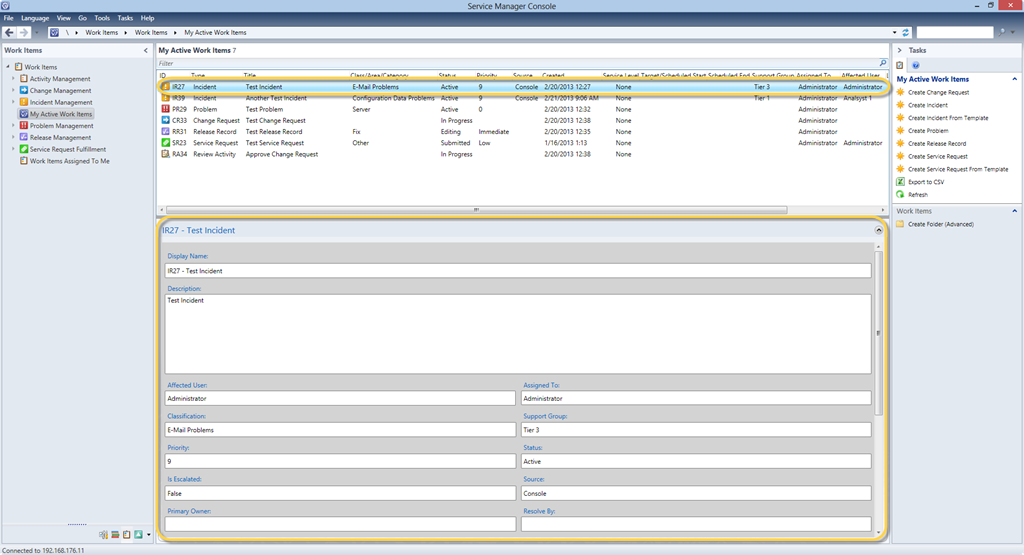 Service Manager Console
File Language View Go Tools Tasks Help
\ Work Items Work Items My Active Work Items
Work Items
Work Items
Activity Management
Change Management
Incident Management
My Active Work Items
Problem Management
Release Management
Service Request Fulfillment
Work Items Assigned To Me
My Active Work Items 7
Filter
ID Type Title Class/Area/Category Status Priority Source Created Service Level Target/Scheduled Start Scheduled End Support Group Assigned To Affected User
IR27 Incident Test Incident E-Mail Problems Active 9 Console 2/20/2013 12:27 None Tier 3 Administrator Administrator
IR39 Incident Another Test Incident Configuration Data Problems Active 9 Console 2/21/2013 9:06 AM None Tier 1 Administrator Analsyst 1
PR29 Problem Test Problem Server Active 0 2/20/2013 12:32 None Administrator
CR33 Change Request Test Change Request In Progress 2/20/2013 12:38 None Administrator
RR31 Release Record Test Release Record Fix Editing Immediate 2/20/2013 12:35 None Administrator
SR23 Service Request Test Service Request Other Submitted Low 1/16/2013 1:13 None Administrator Administrator
RA34 Review Activity Approve Change Request In Progress 2/20/2013 12:38 None
IR27 - Test Incident
Display Name:
IR27 - Test Incident
Description:
Test Incident
Affected User: Assigned To:
Administrator Administrator
Classification: Support Group:
E-Mail Problems Tier 3
Priority: Status:
9 Active
Is Escalated: Source:
False Console
Primary Owner: Resolve By:
Tasks
My Active Work Items
Create Change Request
Create Incident
Create Incident From Template
Create Problem
Create Release Record
Create Service Request
Create Service Request From Template
Export to CSV
Refresh
Work Items
Create Folder (Advanced)
Connected to 192.168.176.11